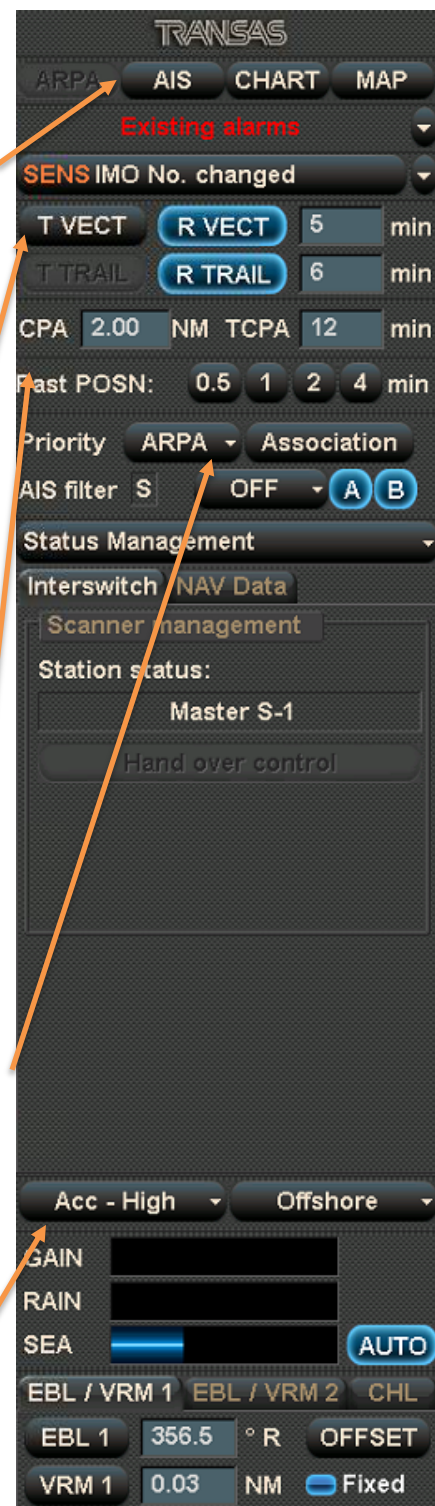 TRANSAS
ARPA AIS CHART MAP
Existing alarms
SENS IMO No. changed
T VECT R VECT 5 min
T TRAIL R TRAIL 6 min
CPA 2.00 NM TCPA 12 min
Past POSN: 0.5 1 2 4 min
Priority ARPA Association
AIS filter S OFF A B
Status Management
Interswitch NAV Data
Scanner management
Station status:
Master S-1
Hand over control
Acc - High Offshore
GAIN
RAIN
SEA AUTO
EBL / VRM 1 EBL / VRM 2 CHL
EBL 1 356.5 ° R OFFSET
VRM 1 0.03 NM Fixed